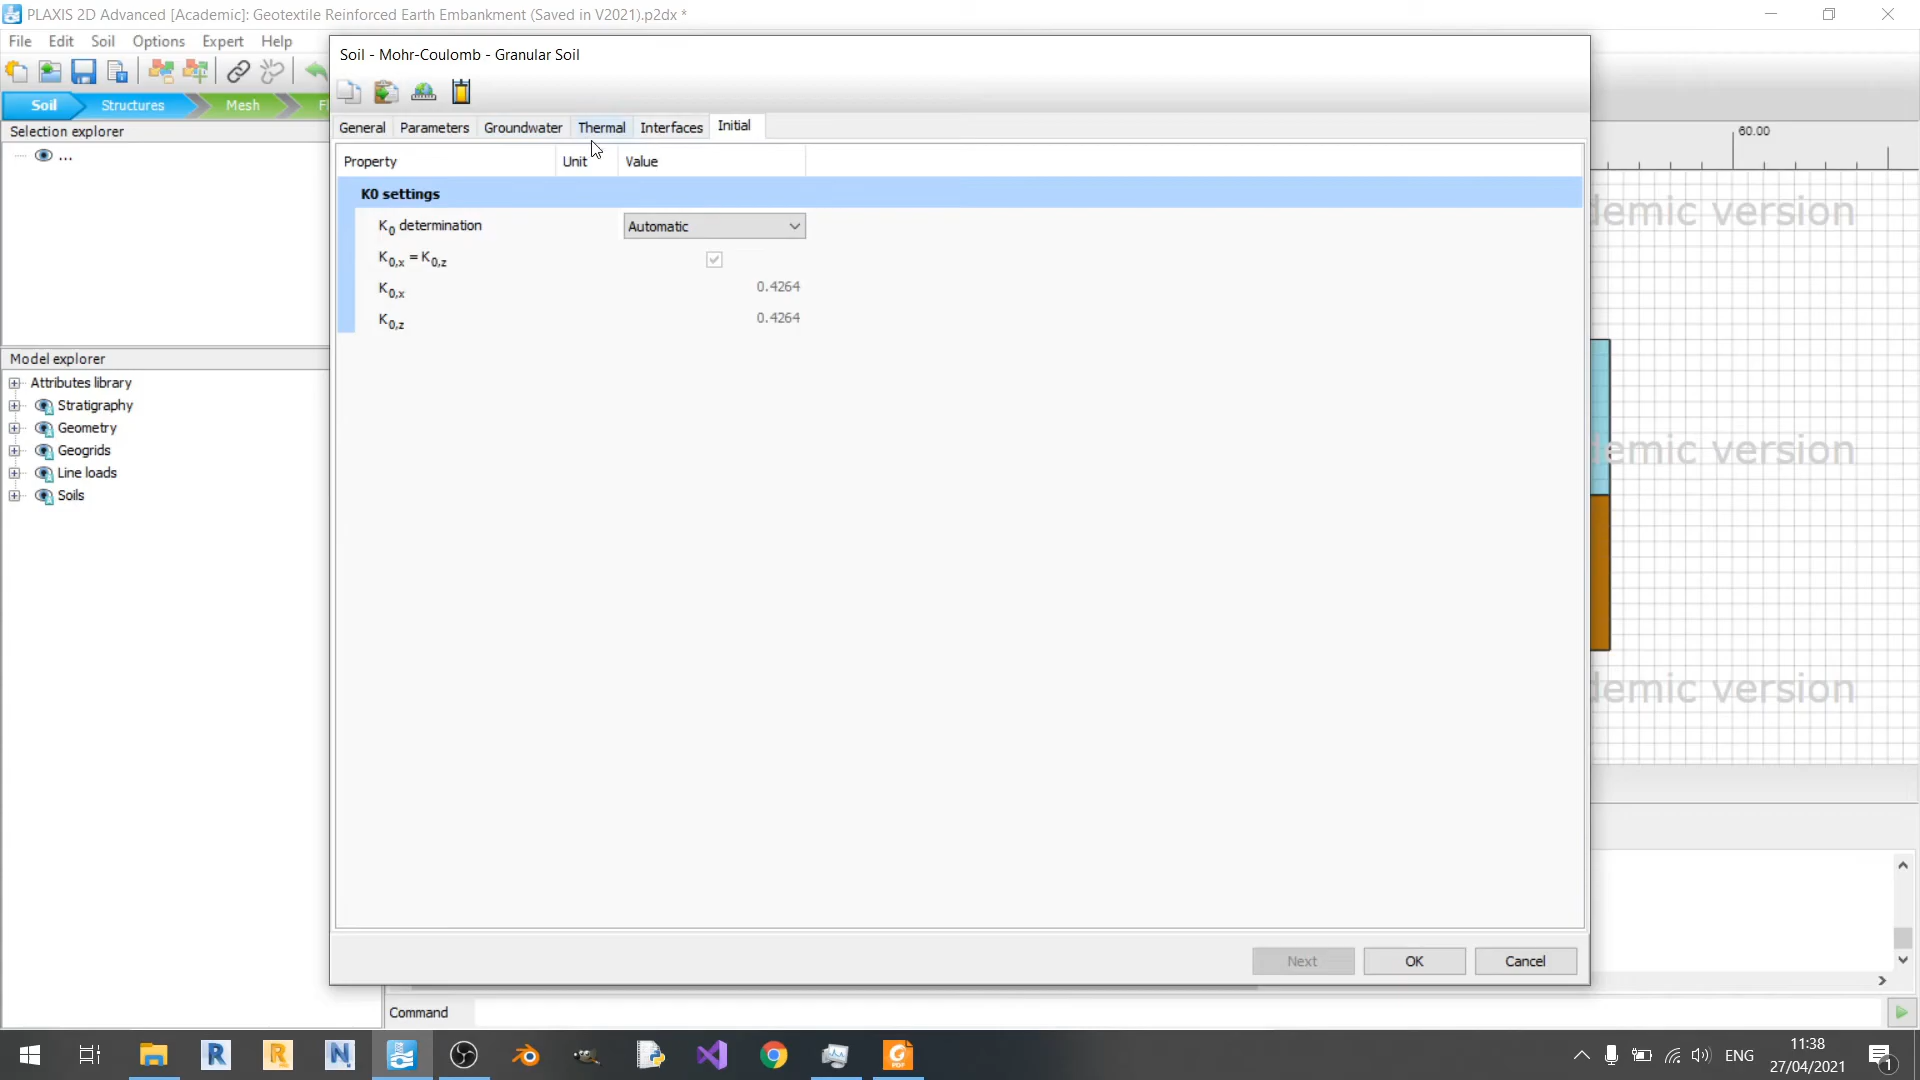 PLAXIS 2D Advanced [Academic]: Geotextile Reinforced Earth Embankment (Saved in V2021).p2dx *
File Edit Soil Options Expert Help
Soil - Mohr-Coulomb - Granular Soil
Soil Structures Mesh Fl
Selection explorer
...
General Parameters Groundwater Thermal Interfaces Initial
Property Unit Value
K0 settings
K0 determination Automatic
K0,x = K0,z
K0,x 0.4264
K0,z 0.4264
Model explorer
Attributes library
Stratigraphy
Geometry
Geogrids
Line loads
Soils
60.00
demic version
demic version
demic version
Next OK Cancel
Command
ENG
11:38
27/04/2021
1